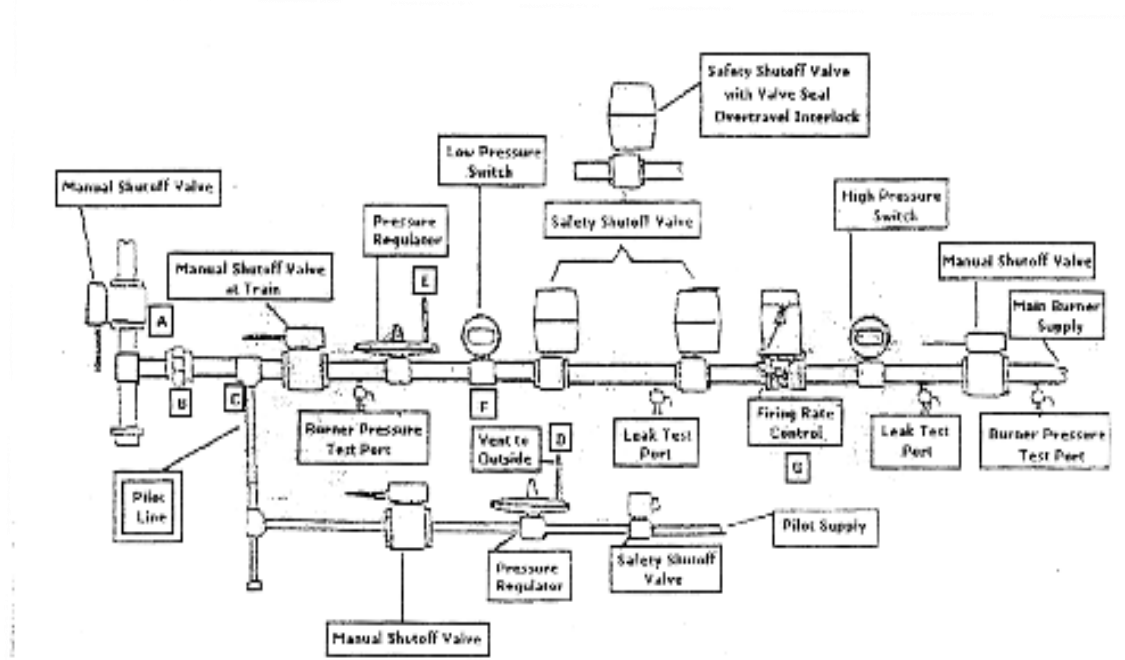 Safety Shutoff Valve
with Valve Seal
Overtravel Interlock
Low Pressure
Switch
Manual Shutoff Valve
High Pressure
Switch
Pressure
Regulator
Safety Shutoff Valve
Manual Shutoff Valve
at Train
E
Manual Shutoff Valve
A
Main Burner
Supply
B
C
F
Burner Pressure
Test Port
Vent to
Outside
D
Leak Test
Port
Firing Rate
Control
G
Leak Test
Port
Burner Pressure
Test Port
Pilot
Line
Pilot Supply
Pressure
Regulator
Safety Shutoff
Valve
Manual Shutoff Valve